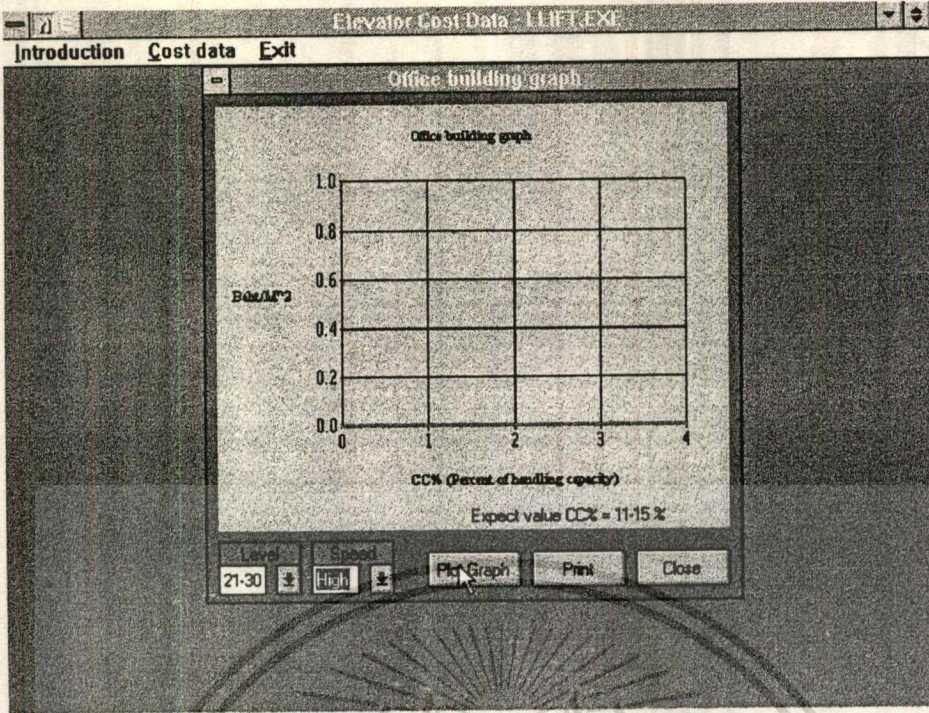 Elevator Cost Data - LLIFT.EXE
Introduction Cost data Exit
Office building graph
Office building graph
1.0
0.8
0.6
Baht/M^2
0.4
0.2
0.0
0 1 2 3 4
CC% (Percent of handling capacity)
Expect value CC% = 11-15 %
Level Speed
21-30 High Plot Graph Print Close